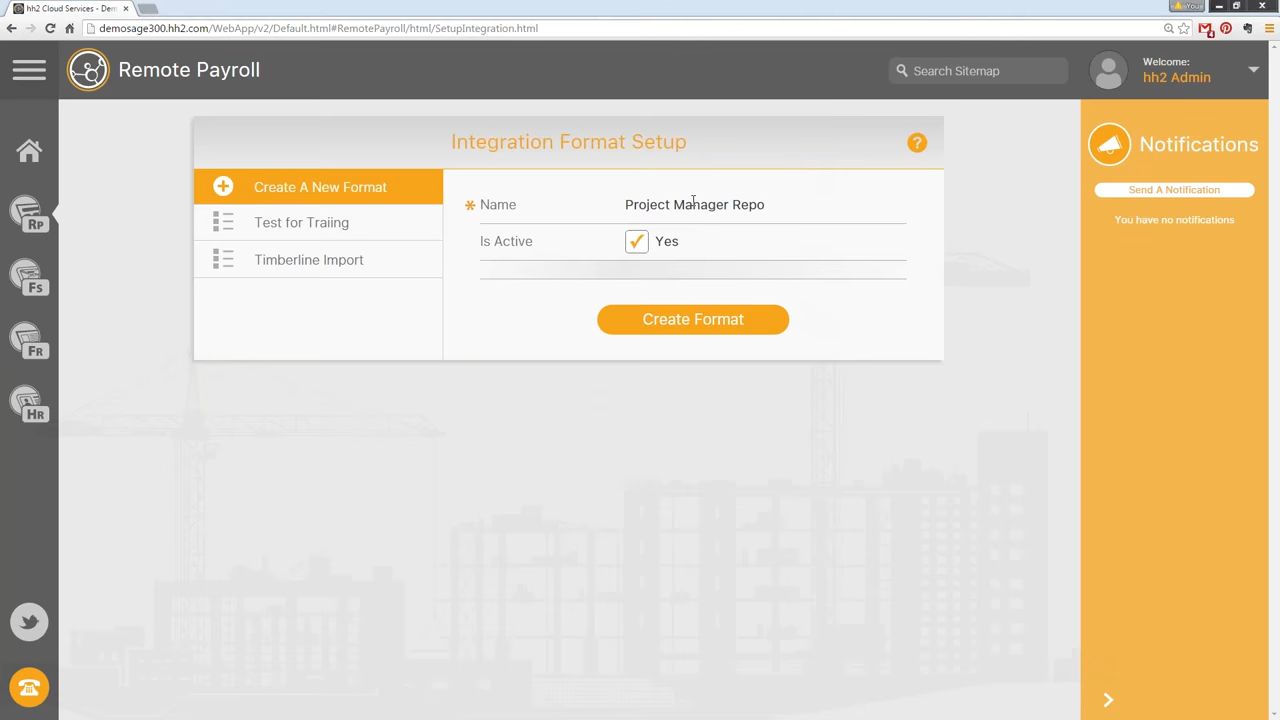 hh2 Cloud Services - Dem
You
demosage300.hh2.com/WebApp/v2/Default.html#RemotePayroll/html/SetupIntegration.html
4
Remote Payroll
Search Sitemap
Welcome:
hh2 Admin
Integration Format Setup
?
Notifications
Send A Notification
You have no notifications
Create A New Format
Test for Traiing
Timberline Import
* Name
Project Manager Repo
Is Active
Yes
Create Format
RP
FS
FR
HR